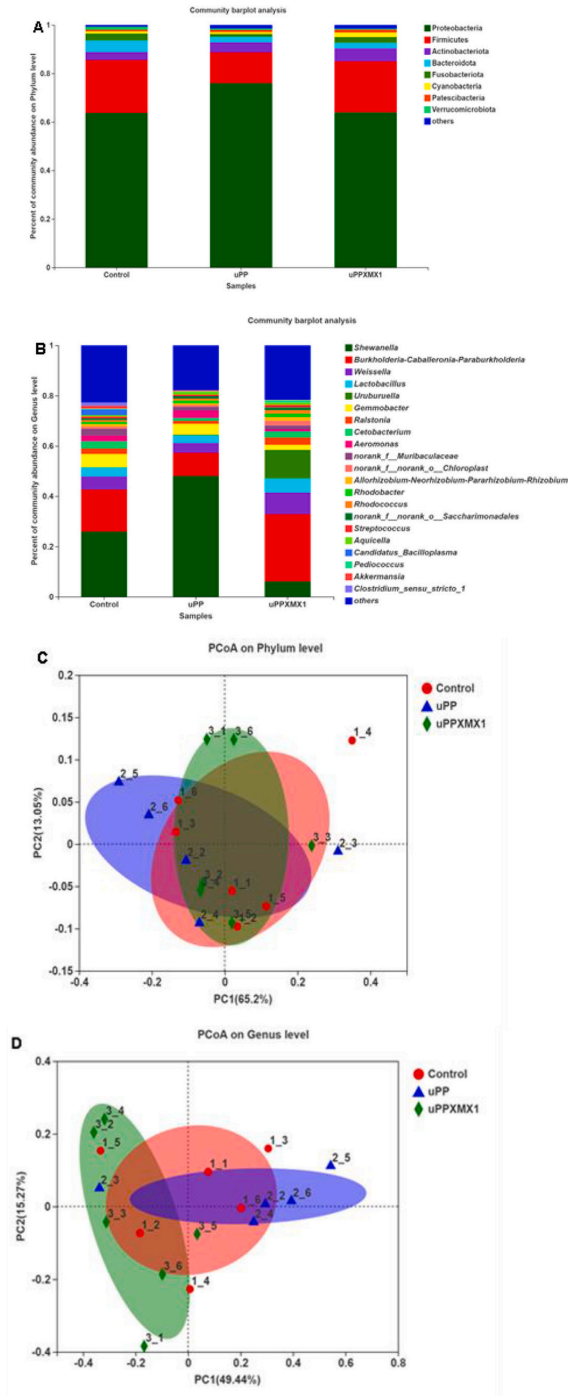 A
Community barplot analysis
Percent of community abundance on Phylum level
1
0.8
0.6
0.4
0.2
0
Control
uPP
uPPXMX1
Samples
Proteobacteria
Firmicutes
Actinobacteriota
Bacteroidota
Fusobacteriota
Cyanobacteria
Patescibacteria
Verrucomicrobiota
others
B
Community barplot analysis
Percent of community abundance on Genus level
1
0.8
0.6
0.4
0.2
0
Control
uPP
uPPXMX1
Samples
Shewanella
Burkholderia-Caballeronia-Paraburkholderia
Weissella
Lactobacillus
Uruburuella
Gemmobacter
Ralstonia
Cetobacterium
Aeromonas
norank_f__Muribaculaceae
norank_f__norank_o__Chloroplast
Allorhizobium-Neorhizobium-Pararhizobium-Rhizobium
Rhodobacter
Rhodococcus
norank_f__norank_o__Saccharimonadales
Streptococcus
Aquicella
Candidatus_Bacilloplasma
Pediococcus
Akkermansia
Clostridium_sensu_stricto_1
others
C
PCoA on Phylum level
PC2(13.05%)
0.2
0.15
0.1
0.05
0
-0.05
-0.1
-0.15
-0.4
-0.2
0
0.2
0.4
PC1(65.2%)
Control
uPP
uPPXMX1
3_1
3_6
1_4
2_5
1_6
2_6
1_3
3_3
2_3
2_2
3_2
3_4
1_1
1_5
2_4
3_5
1_2
D
PCoA on Genus level
PC2(15.27%)
0.4
0.2
0
-0.2
-0.4
-0.4
-0.2
0
0.2
0.4
0.6
0.8
PC1(49.44%)
Control
uPP
uPPXMX1
3_4
3_2
1_5
1_3
1_1
2_5
2_3
2_2
2_6
1_6
2_4
3_3
1_2
3_5
3_6
1_4
3_1